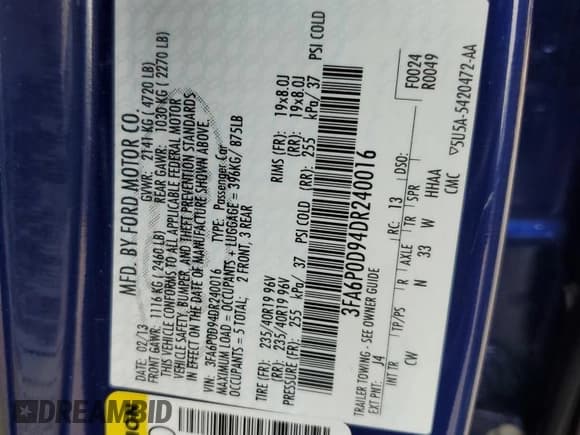 MFD. BY FORD MOTOR CO.
DATE: 02/13 GVWR: 2141 KG ( 4720 LB)
FRONT GAWR: 1116 KG ( 2460 LB) REAR GAWR: 1030 KG ( 2270 LB)
THIS VEHICLE CONFORMS TO ALL APPLICABLE FEDERAL MOTOR
VEHICLE SAFETY, BUMPER, AND THEFT PREVENTION STANDARDS
IN EFFECT ON THE DATE OF MANUFACTURE SHOWN ABOVE.
VIN: 3FA6P0D94DR240016 TYPE: Passenger Car
MAXIMUM LOAD = OCCUPANTS + LUGGAGE = 396KG/ 875LB
OCCUPANTS = 5 TOTAL; 2 FRONT, 3 REAR
TIRE (FR): 235/40R19 96V RIMS (FR): 19x8.0J
(RR): 235/40R19 96V (RR): 19x8.0J
PRESSURE (FR): 255 kPa/ 37 PSI COLD (RR): 255 kPa/ 37 PSI COLD
3FA6P0D94DR240016
TRAILER TOWING - SEE OWNER GUIDE
F0024
R0049
EXT PNT: J4 RC: 13 DSO:
INT TR TP/PS R AXLE TR SPR
CW N 33 W HHAA
CMC ▽5U5A-5420472-AA
DREAMBID